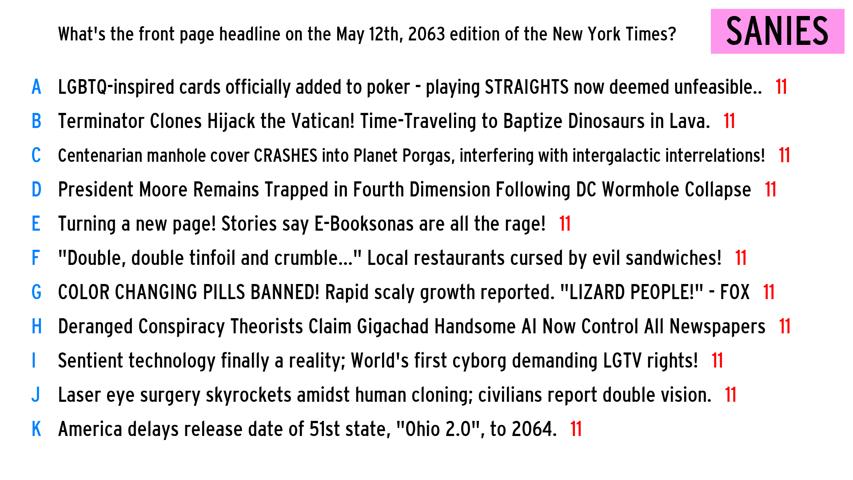 What's the front page headline on the May 12th, 2063 edition of the New York Times? SANIES
A LGBTQ-inspired cards officially added to poker - playing STRAIGHTS now deemed unfeasible.. 11
B Terminator Clones Hijack the Vatican! Time-Traveling to Baptize Dinosaurs in Lava. 11
C Centenarian manhole cover CRASHES into Planet Porgas, interfering with intergalactic interrelations! 11
D President Moore Remains Trapped in Fourth Dimension Following DC Wormhole Collapse 11
E Turning a new page! Stories say E-Booksonas are all the rage! 11
F "Double, double tinfoil and crumble..." Local restaurants cursed by evil sandwiches! 11
G COLOR CHANGING PILLS BANNED! Rapid scaly growth reported. "LIZARD PEOPLE!" - FOX 11
H Deranged Conspiracy Theorists Claim Gigachad Handsome AI Now Control All Newspapers 11
I Sentient technology finally a reality; World's first cyborg demanding LGTV rights! 11
J Laser eye surgery skyrockets amidst human cloning; civilians report double vision. 11
K America delays release date of 51st state, "Ohio 2.0", to 2064. 11